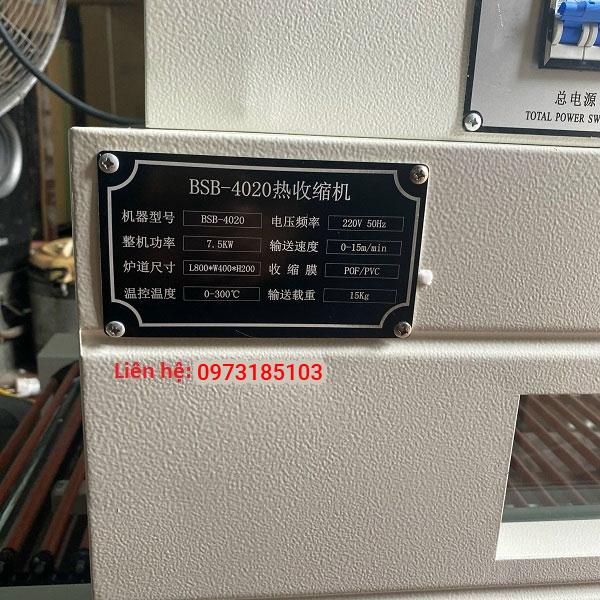 总电源
TOTAL POWER SW
BSB-4020热收缩机
机器型号 BSB-4020 电压频率 220V 50Hz
整机功率 7.5KW 输送速度 0-15m/min
炉道尺寸 L800*W400*H200 收缩膜 POF/PVC
温控温度 0-300℃ 输送载重 15Kg
Liên hệ: 0973185103